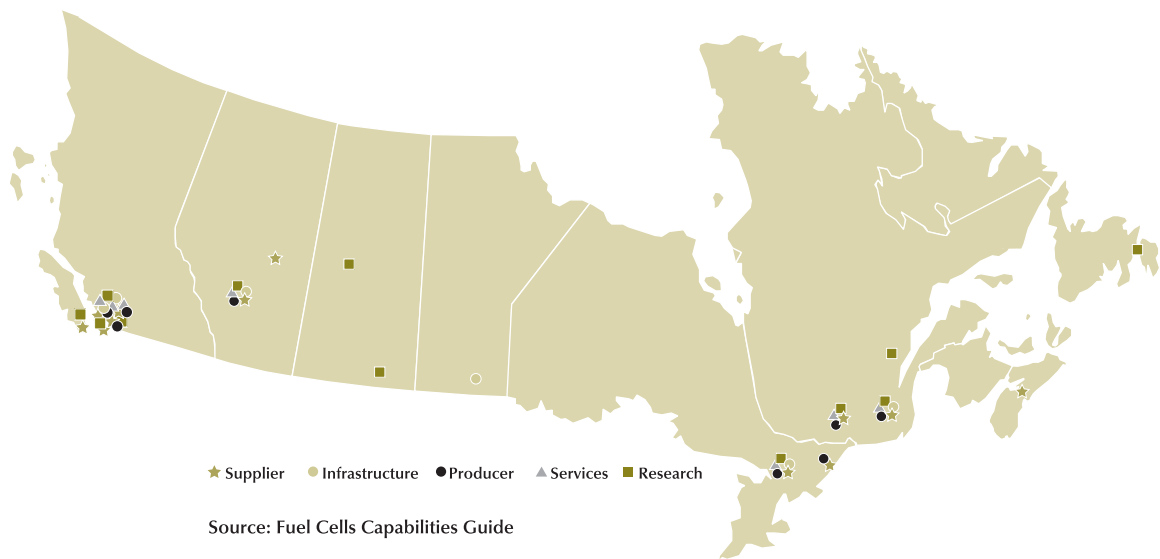 Supplier Infrastructure Producer Services Research
Source: Fuel Cells Capabilities Guide